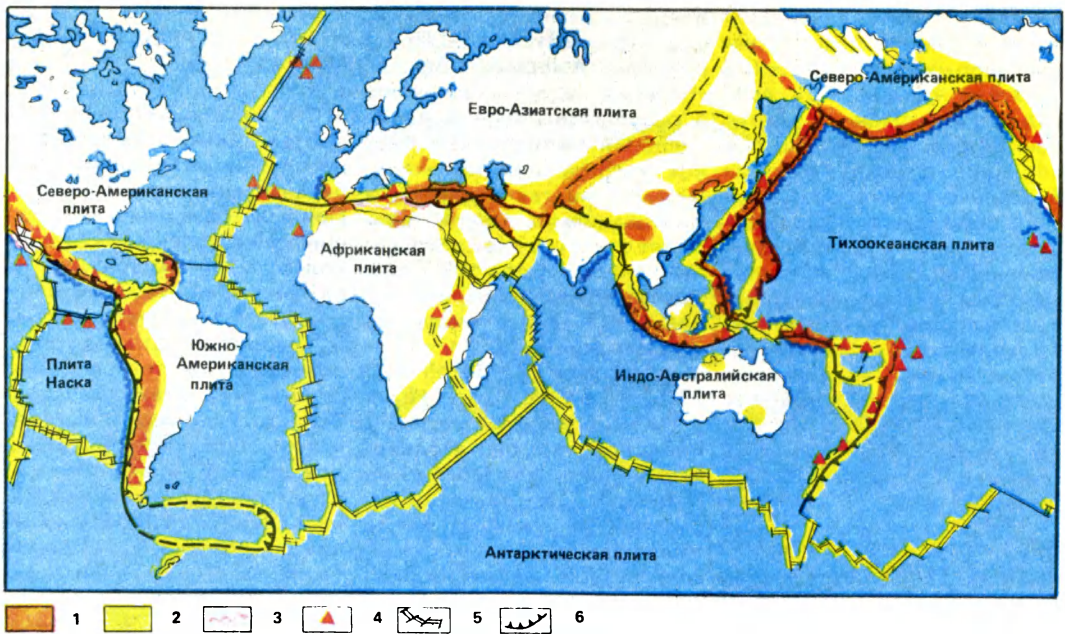 Северо-Американская плита
Евро-Азиатская плита
Северо-Американская
плита
Африканская
плита
Тихоокеанская плита
Южно-
Американская
плита
Плита
Наска
Индо-Австралийская
плита
Антарктическая плита
1 2 3 4 5 6